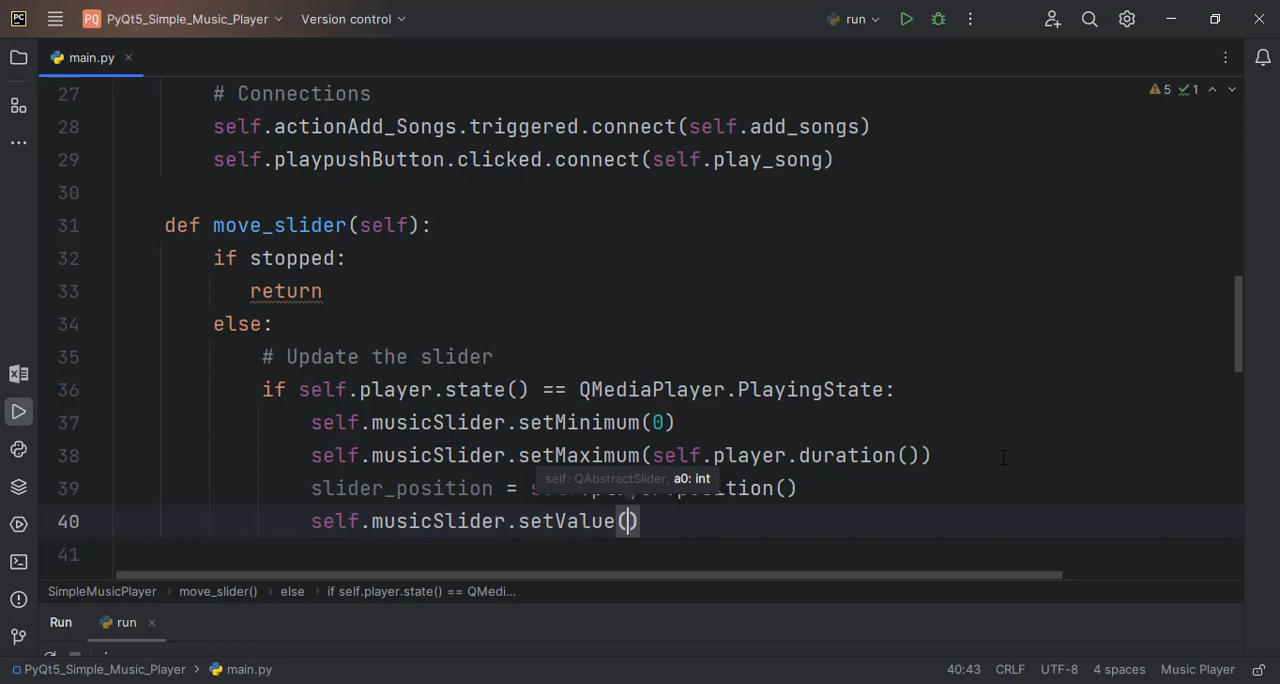 PC PQ PyQt5_Simple_Music_Player Version control run
main.py
27 # Connections 5 1
28 self.actionAdd_Songs.triggered.connect(self.add_songs)
29 self.playpushButton.clicked.connect(self.play_song)
30
31 def move_slider(self):
32 if stopped:
33 return
34 else:
35 # Update the slider
36 if self.player.state() == QMediaPlayer.PlayingState:
37 self.musicSlider.setMinimum(0)
38 self.musicSlider.setMaximum(self.player.duration())
self: QAbstractSlider, a0: int
39 slider_position = self.player.position()
40 self.musicSlider.setValue()
41
SimpleMusicPlayer move_slider() else if self.player.state() == QMedi...
Run run
PyQt5_Simple_Music_Player main.py 40:43 CRLF UTF-8 4 spaces Music Player